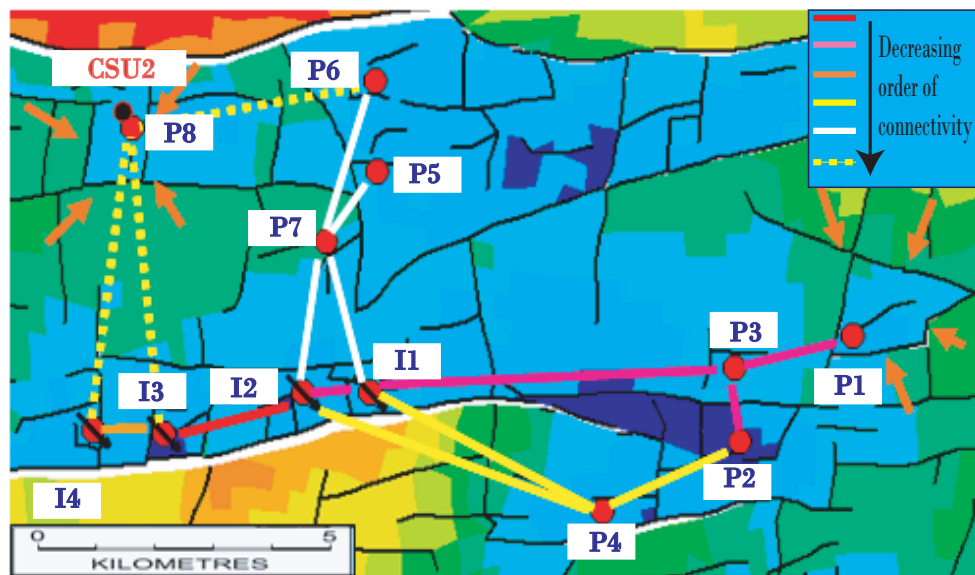 CSU2
P6
Decreasing
order of
connectivity
P8
P5
P7
P3
I1
I2
I3
P1
P2
I4
P4
0 5
KILOMETRES